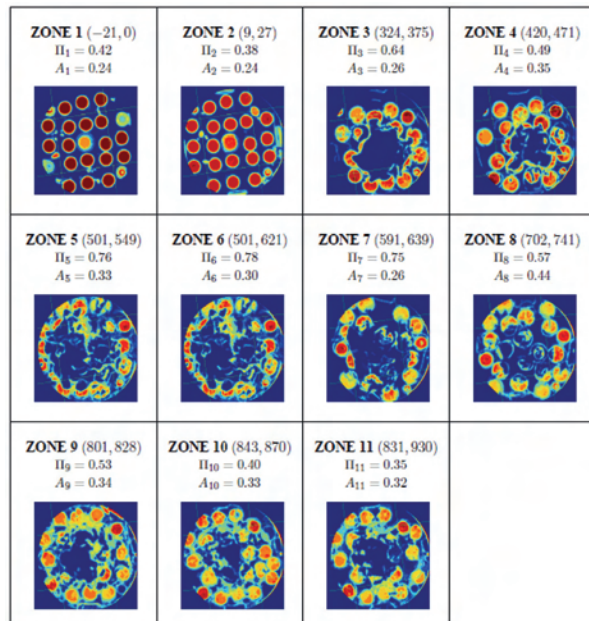 ZONE 1 (−21, 0)
Π₁ = 0.42
A₁ = 0.24
ZONE 2 (9, 27)
Π₂ = 0.38
A₂ = 0.24
ZONE 3 (324, 375)
Π₃ = 0.64
A₃ = 0.26
ZONE 4 (420, 471)
Π₄ = 0.49
A₄ = 0.35
ZONE 5 (501, 549)
Π₅ = 0.76
A₅ = 0.33
ZONE 6 (501, 621)
Π₆ = 0.78
A₆ = 0.30
ZONE 7 (591, 639)
Π₇ = 0.75
A₇ = 0.26
ZONE 8 (702, 741)
Π₈ = 0.57
A₈ = 0.44
ZONE 9 (801, 828)
Π₉ = 0.53
A₉ = 0.34
ZONE 10 (843, 870)
Π₁₀ = 0.40
A₁₀ = 0.33
ZONE 11 (831, 930)
Π₁₁ = 0.35
A₁₁ = 0.32